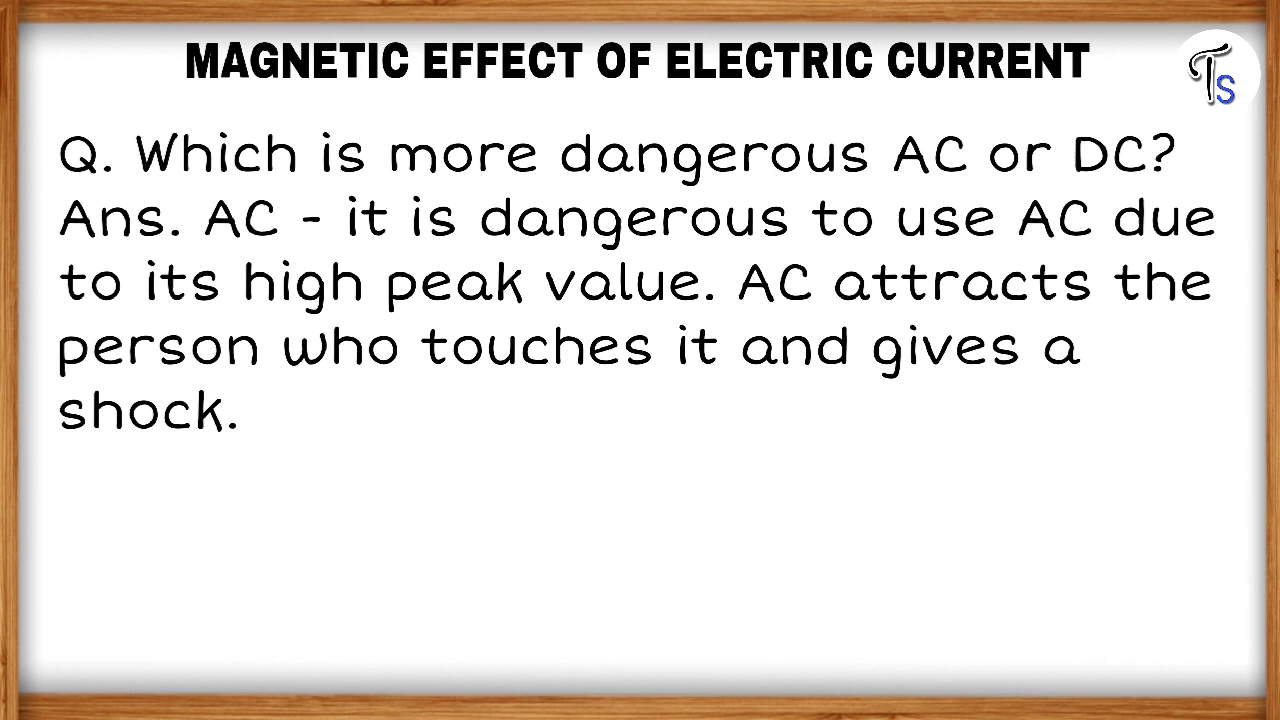 MAGNETIC EFFECT OF ELECTRIC CURRENT
Ts
Q. Which is more dangerous AC or DC?
Ans. AC - it is dangerous to use AC due
to its high peak value. AC attracts the
person who touches it and gives a
shock.